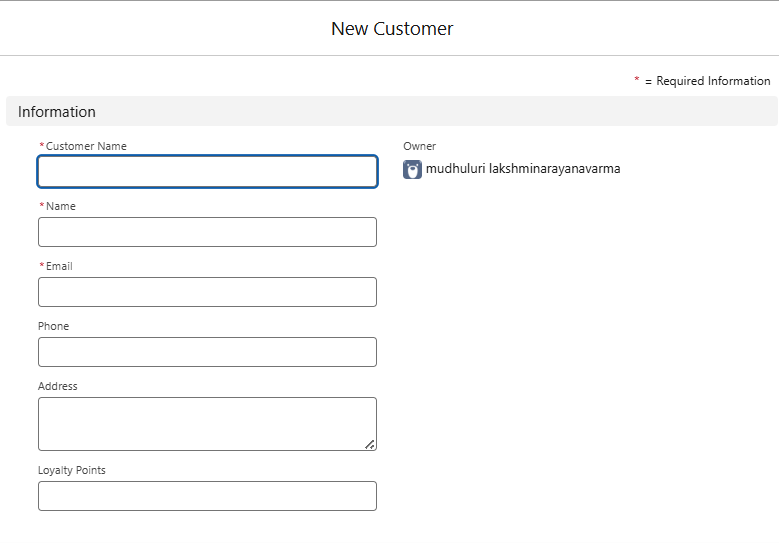 New Customer
* = Required Information
Information
*Customer Name
Owner
mudhuluri lakshminarayanavarma
*Name
*Email
Phone
Address
Loyalty Points